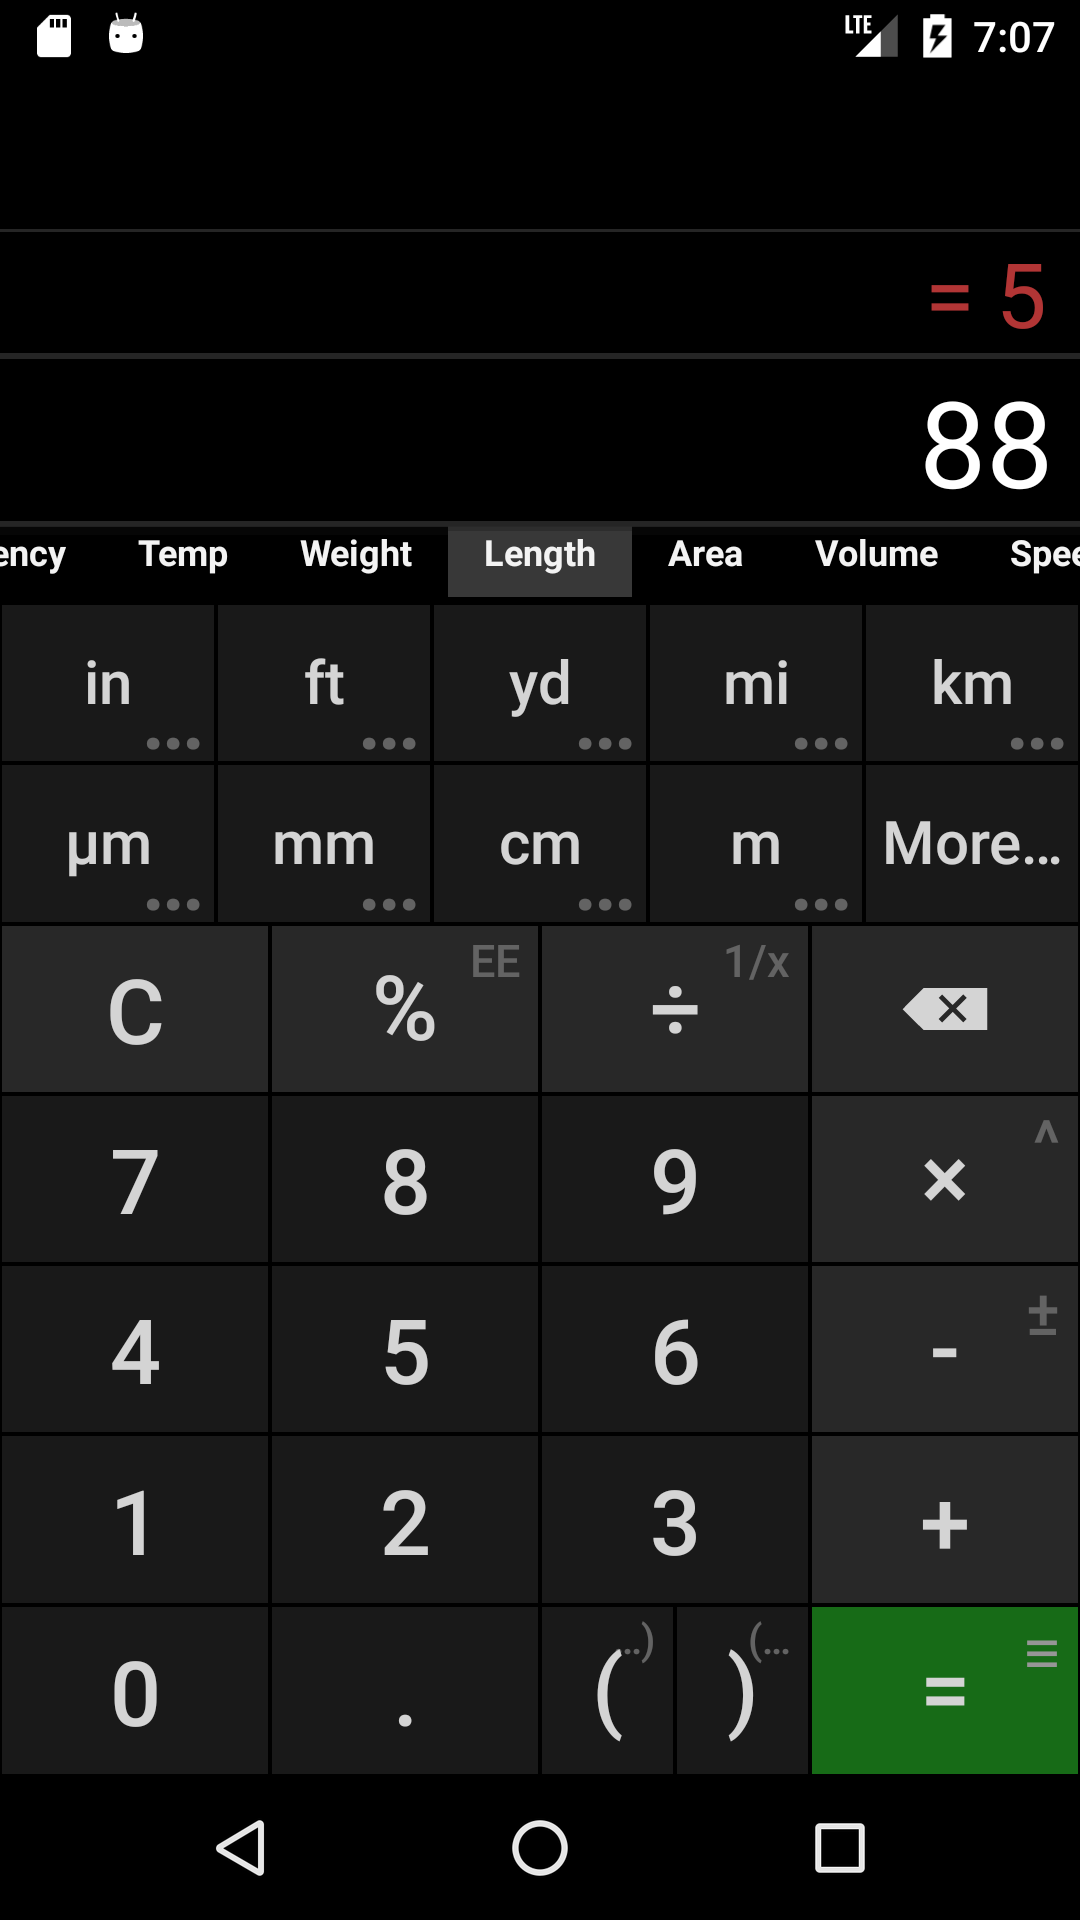 LTE 7:07
= 5
88
ency Temp Weight Length Area Volume Spee
in ft yd mi km
µm mm cm m More...
C % EE ÷ 1/x
7 8 9 × ^
4 5 6 - ±
1 2 3 +
0 . ( ..) ) (... =